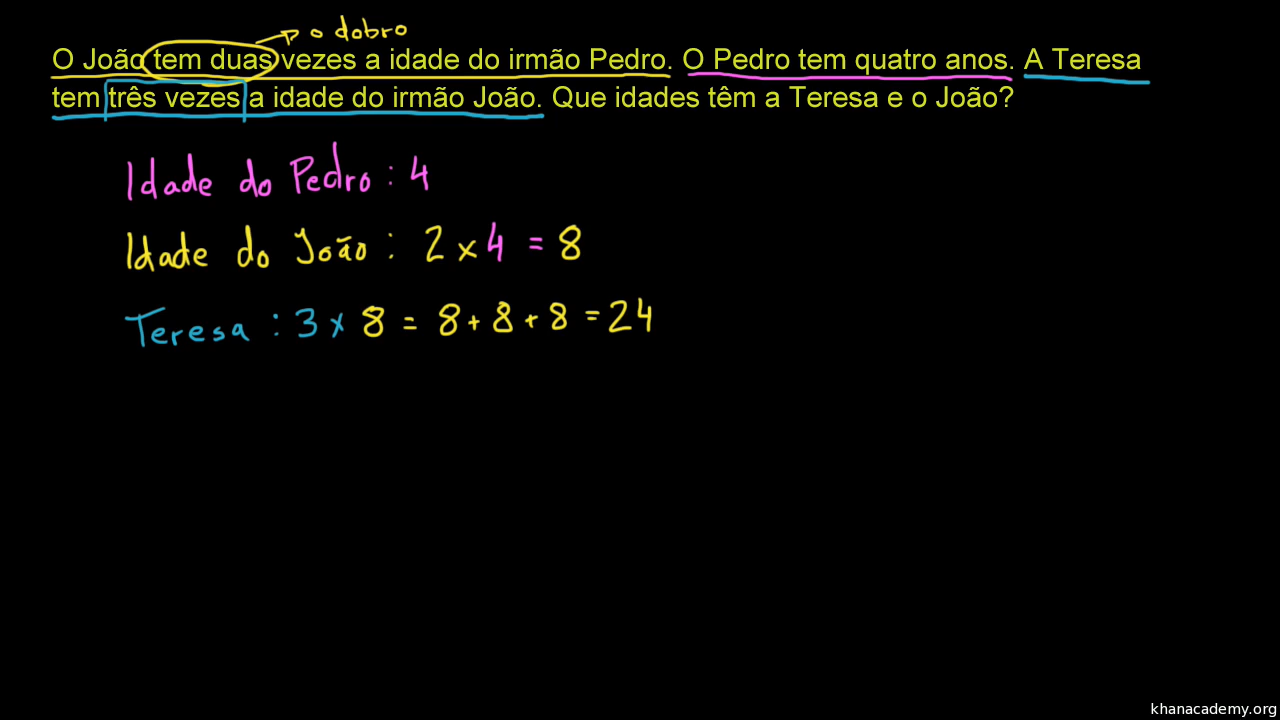 o dobro
O João tem duas vezes a idade do irmão Pedro. O Pedro tem quatro anos. A Teresa
tem três vezes a idade do irmão João. Que idades têm a Teresa e o João?
Idade do Pedro : 4
Idade do João : 2 x 4 = 8
Teresa : 3 x 8 = 8 + 8 + 8 = 24
khanacademy.org